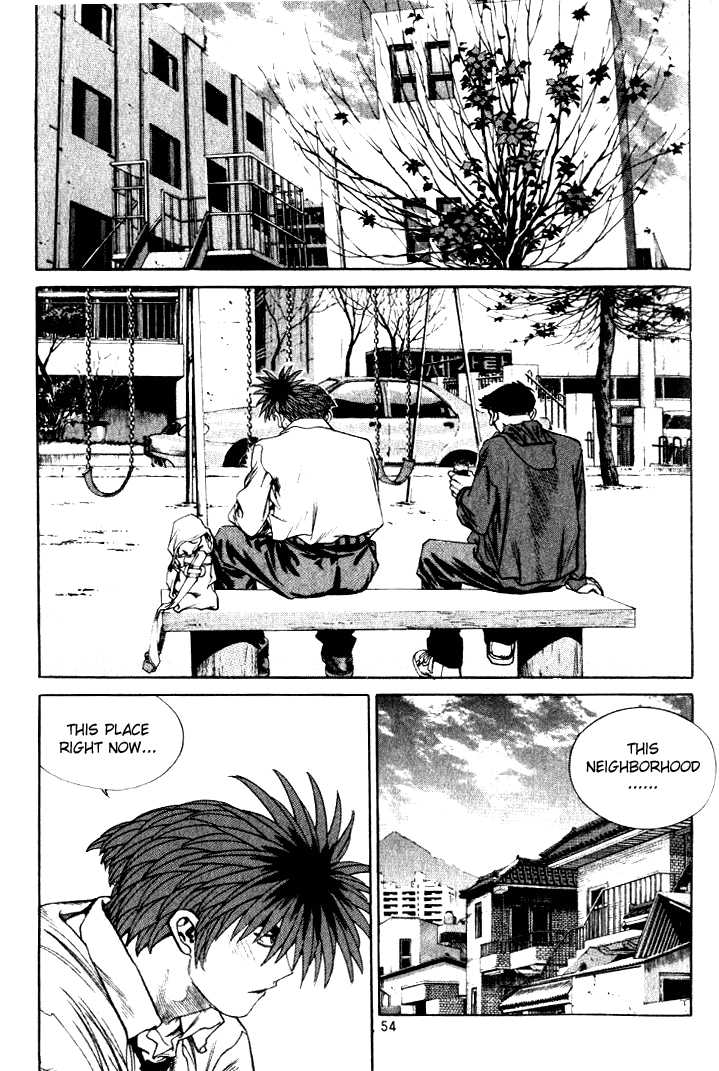 THIS PLACE
RIGHT NOW...
THIS
NEIGHBORHOOD
......
54